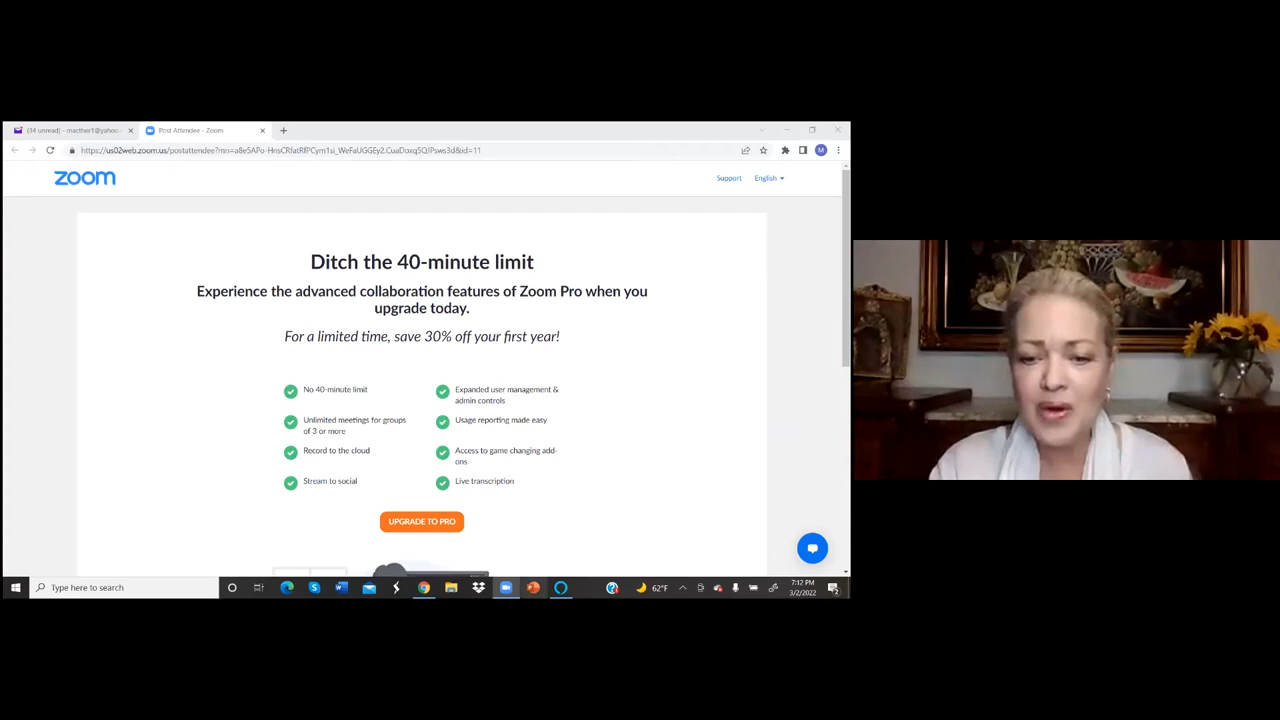 (34 unread) - macther1@yahoo.
Post Attendee - Zoom
zoom
Support
English
Ditch the 40-minute limit
Experience the advanced collaboration features of Zoom Pro when you
upgrade today.
For a limited time, save 30% off your first year!
No 40-minute limit
Unlimited meetings for groups
of 3 or more
Record to the cloud
Stream to social
Expanded user management &
admin controls
Usage reporting made easy
Access to game changing add-
ons
Live transcription
UPGRADE TO PRO
Type here to search
62°F
7:12 PM
3/2/2022